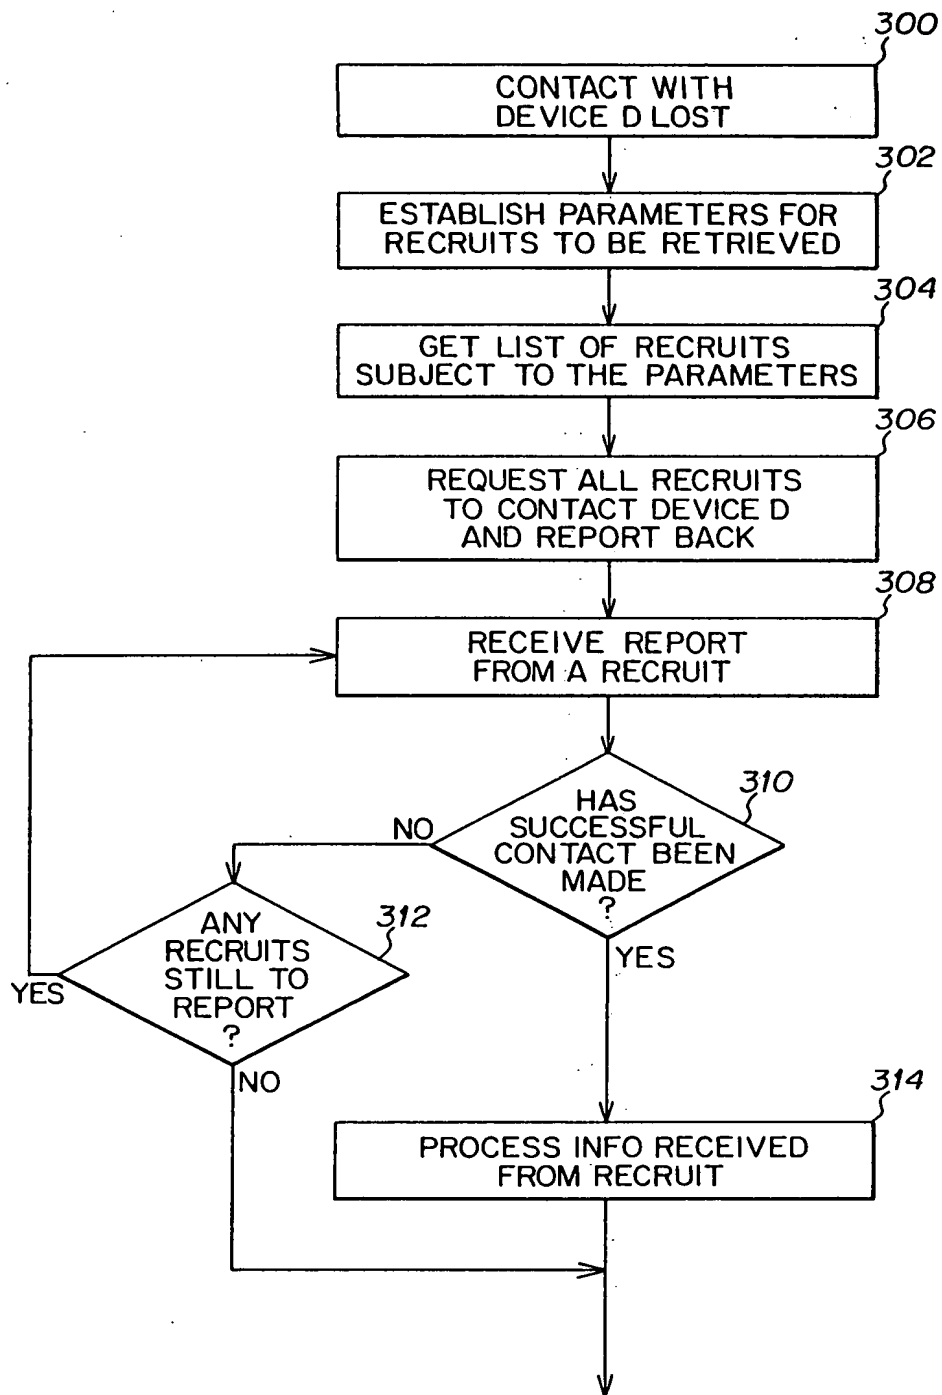 300
CONTACT WITH
DEVICE D LOST
302
ESTABLISH PARAMETERS FOR
RECRUITS TO BE RETRIEVED
304
GET LIST OF RECRUITS
SUBJECT TO THE PARAMETERS
306
REQUEST ALL RECRUITS
TO CONTACT DEVICE D
AND REPORT BACK
308
RECEIVE REPORT
FROM A RECRUIT
310
HAS
SUCCESSFUL
CONTACT BEEN
MADE
?
NO
YES
312
ANY
RECRUITS
STILL TO
REPORT
?
YES
NO
314
PROCESS INFO RECEIVED
FROM RECRUIT